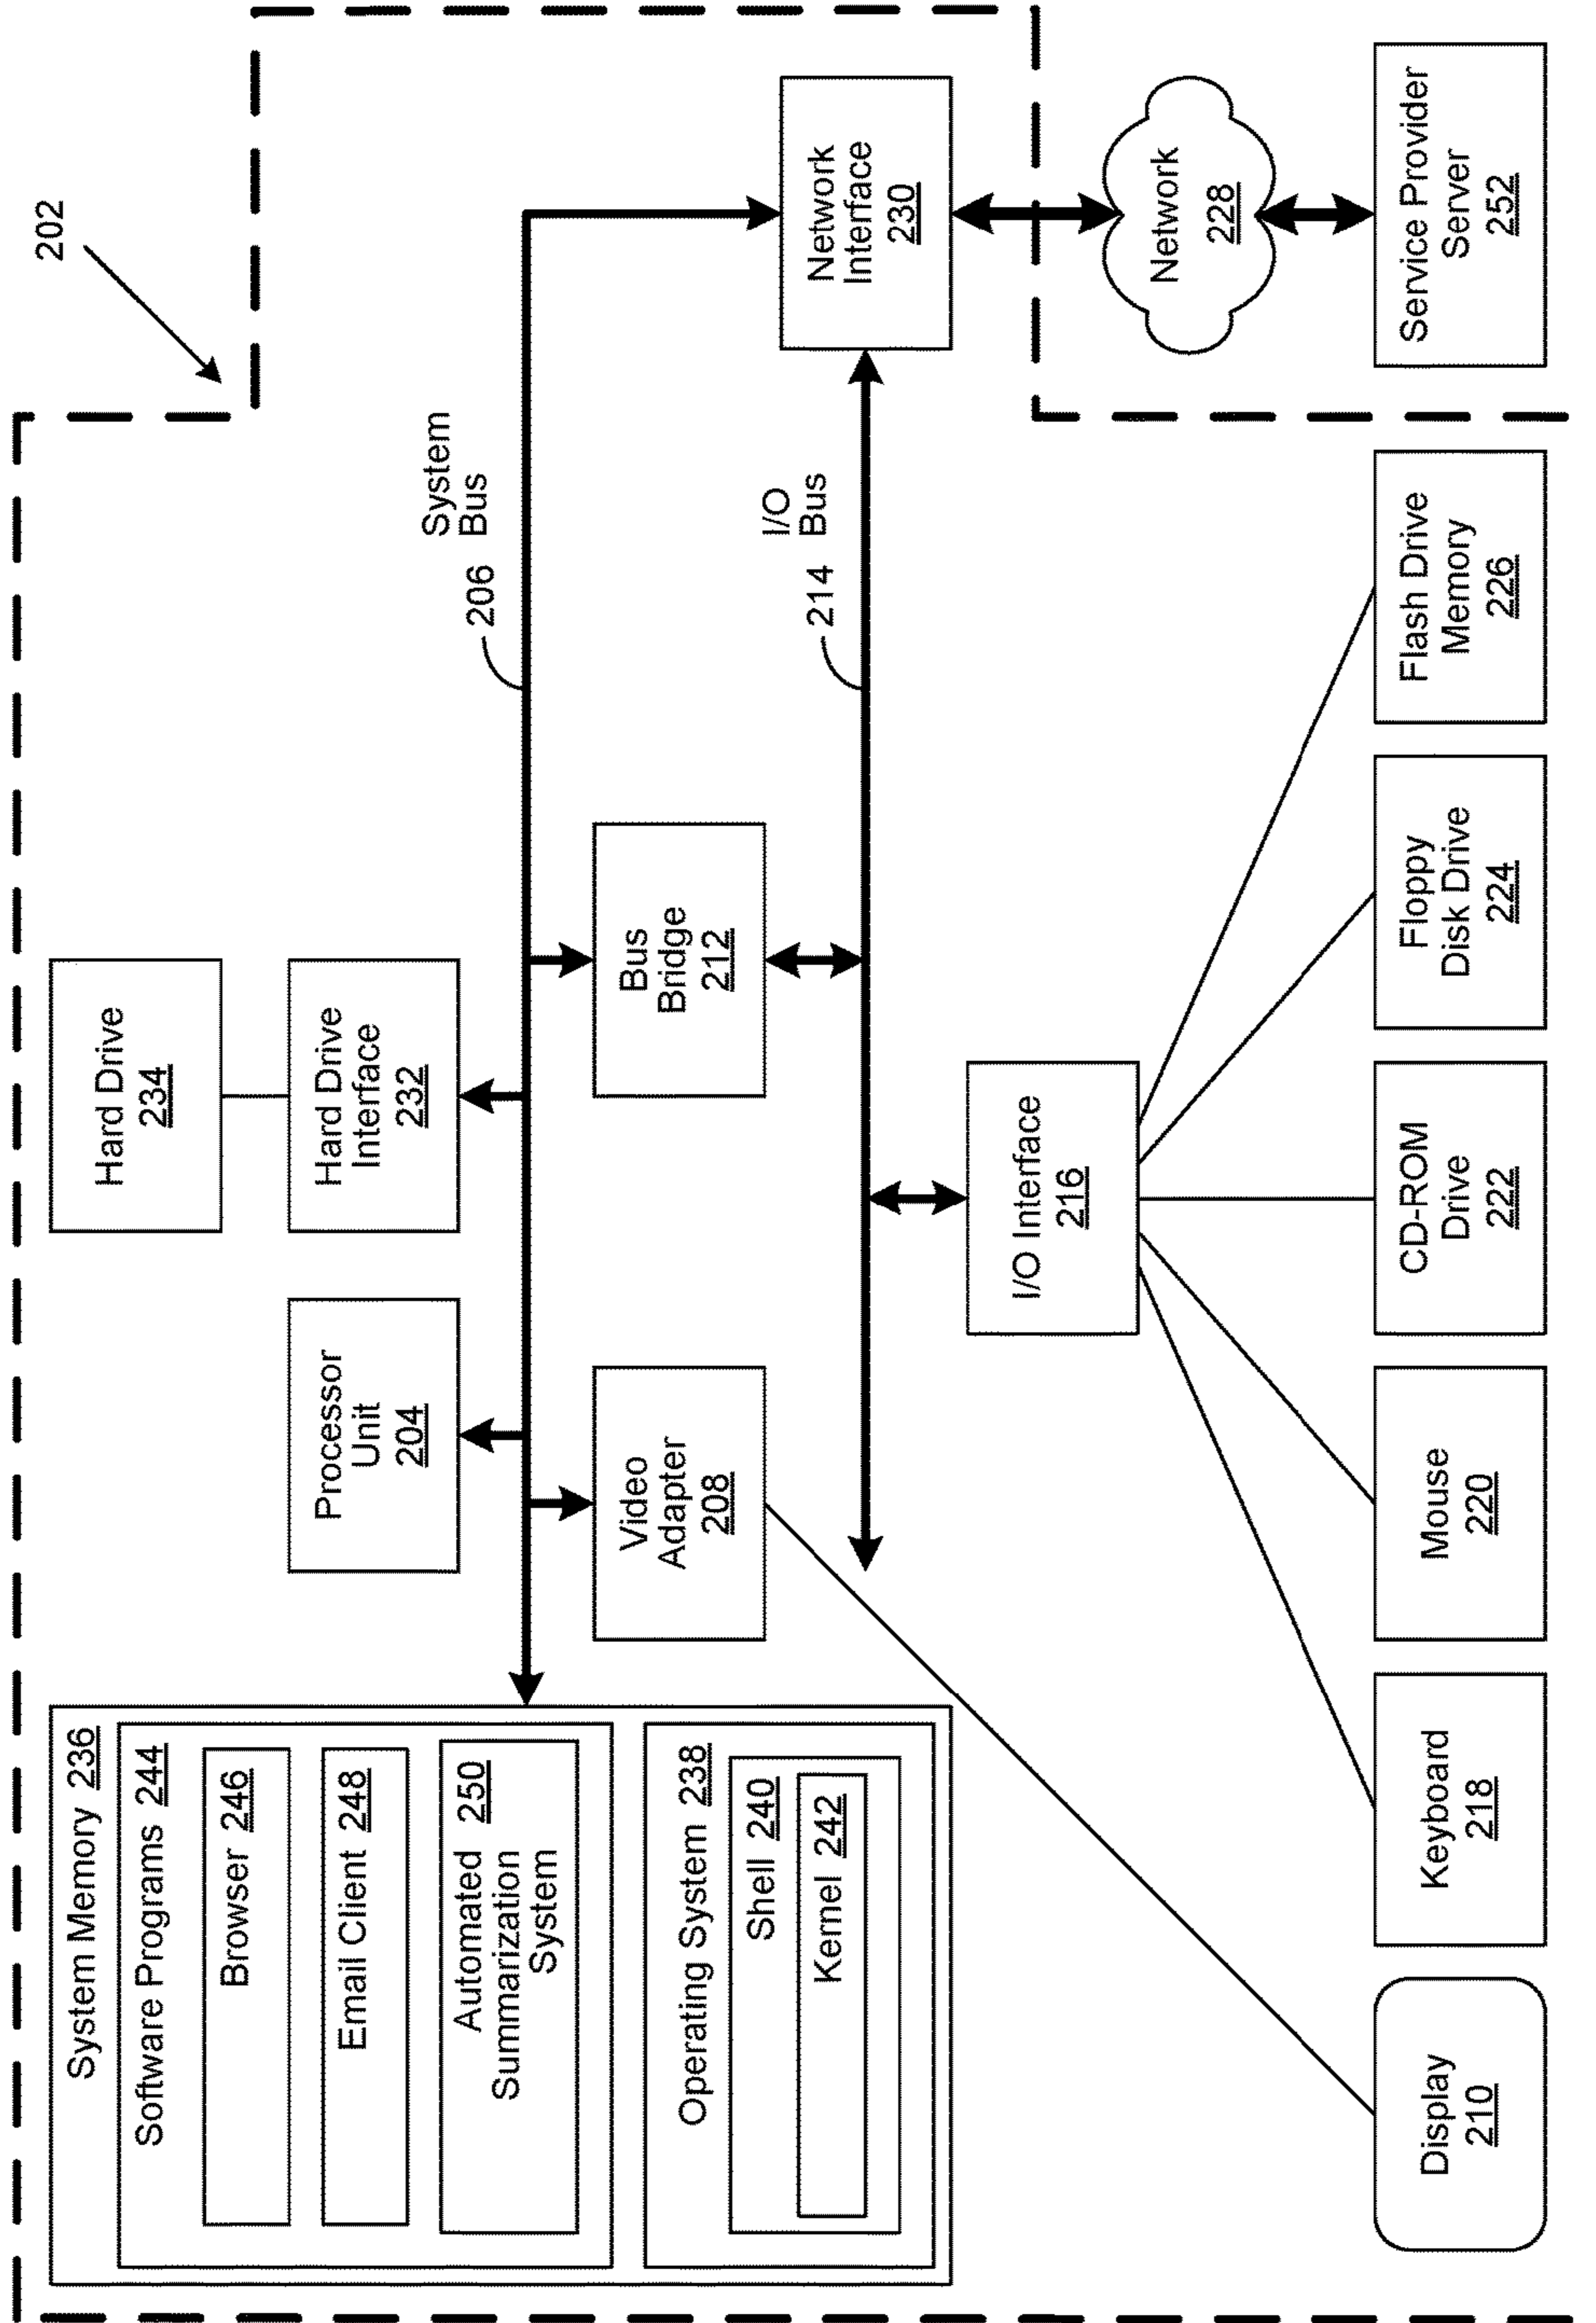 202
System Memory 236
Software Programs 244
Browser 246
Email Client 248
Automated 250
Summarization
System
Operating System 238
Shell 240
Kernel 242
Processor
Unit
204
Hard Drive
234
Hard Drive
Interface
232
System
206 Bus
Video
Adapter
208
Bus
Bridge
212
I/O
214 Bus
Network
Interface
230
I/O Interface
216
Network
228
Display
210
Keyboard
218
Mouse
220
CD-ROM
Drive
222
Floppy
Disk Drive
224
Flash Drive
Memory
226
Service Provider
Server
252